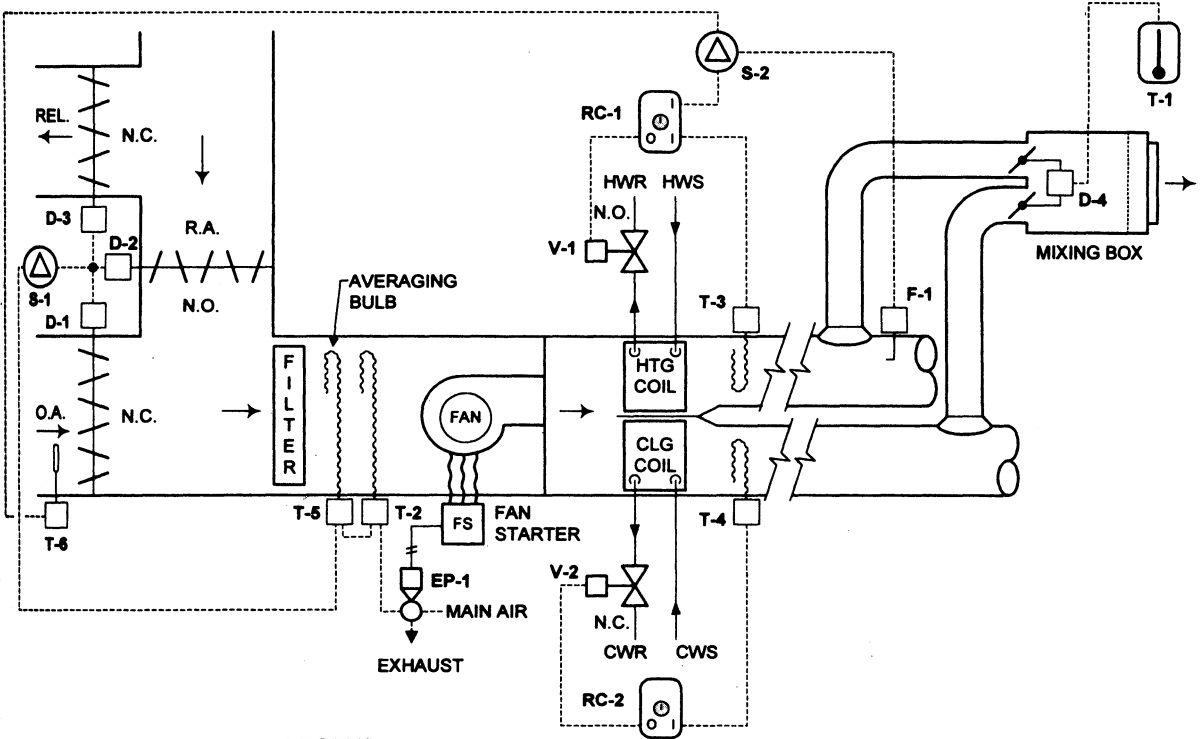 S-2
T-1
RC-1
I
O I
REL.
N.C.
HWR HWS
N.O.
D-3
D-2
R.A.
D-4
V-1
MIXING BOX
S-1
N.O.
AVERAGING
BULB
T-3
F-1
D-1
FILTER
HTG
COIL
O.A.
N.C.
FAN
CLG
COIL
T-5
T-2
FS
FAN
STARTER
T-4
T-6
EP-1
V-2
MAIN AIR
N.C.
EXHAUST
CWR CWS
RC-2
O I